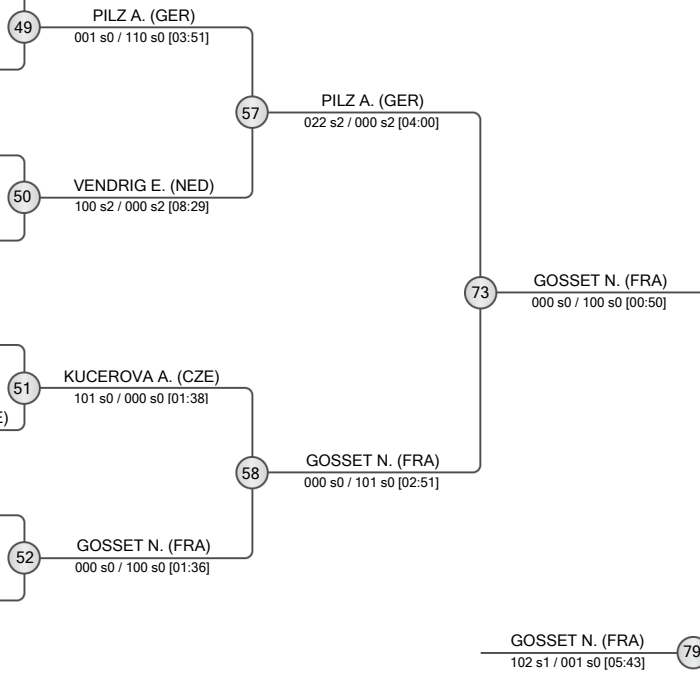 49
PILZ A. (GER)
001 s0 / 110 s0 [03:51]
57
PILZ A. (GER)
022 s2 / 000 s2 [04:00]
50
VENDRIG E. (NED)
100 s2 / 000 s2 [08:29]
73
GOSSET N. (FRA)
000 s0 / 100 s0 [00:50]
51
KUCEROVA A. (CZE)
101 s0 / 000 s0 [01:38]
E)
58
GOSSET N. (FRA)
000 s0 / 101 s0 [02:51]
52
GOSSET N. (FRA)
000 s0 / 100 s0 [01:36]
GOSSET N. (FRA)
102 s1 / 001 s0 [05:43]
79